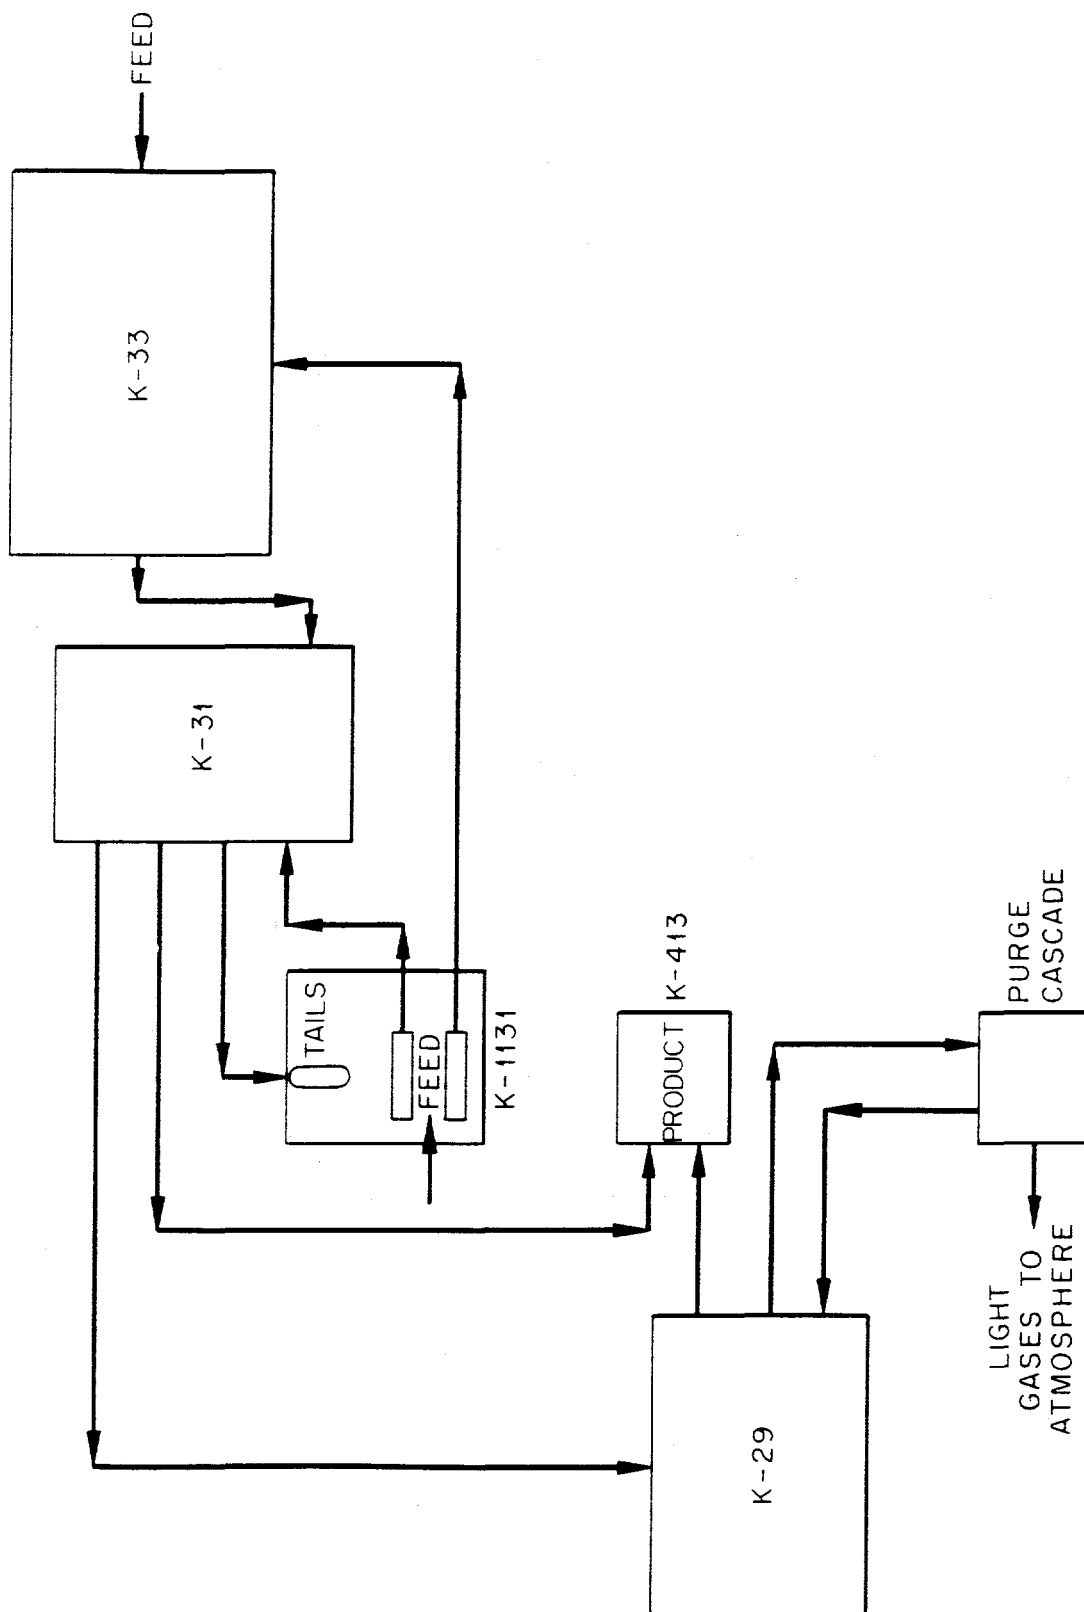 FEED
K-33
K-31
TAILS
FEED
K-1131
PRODUCT
K-413
K-29
PURGE
CASCADE
LIGHT
GASES TO
ATMOSPHERE